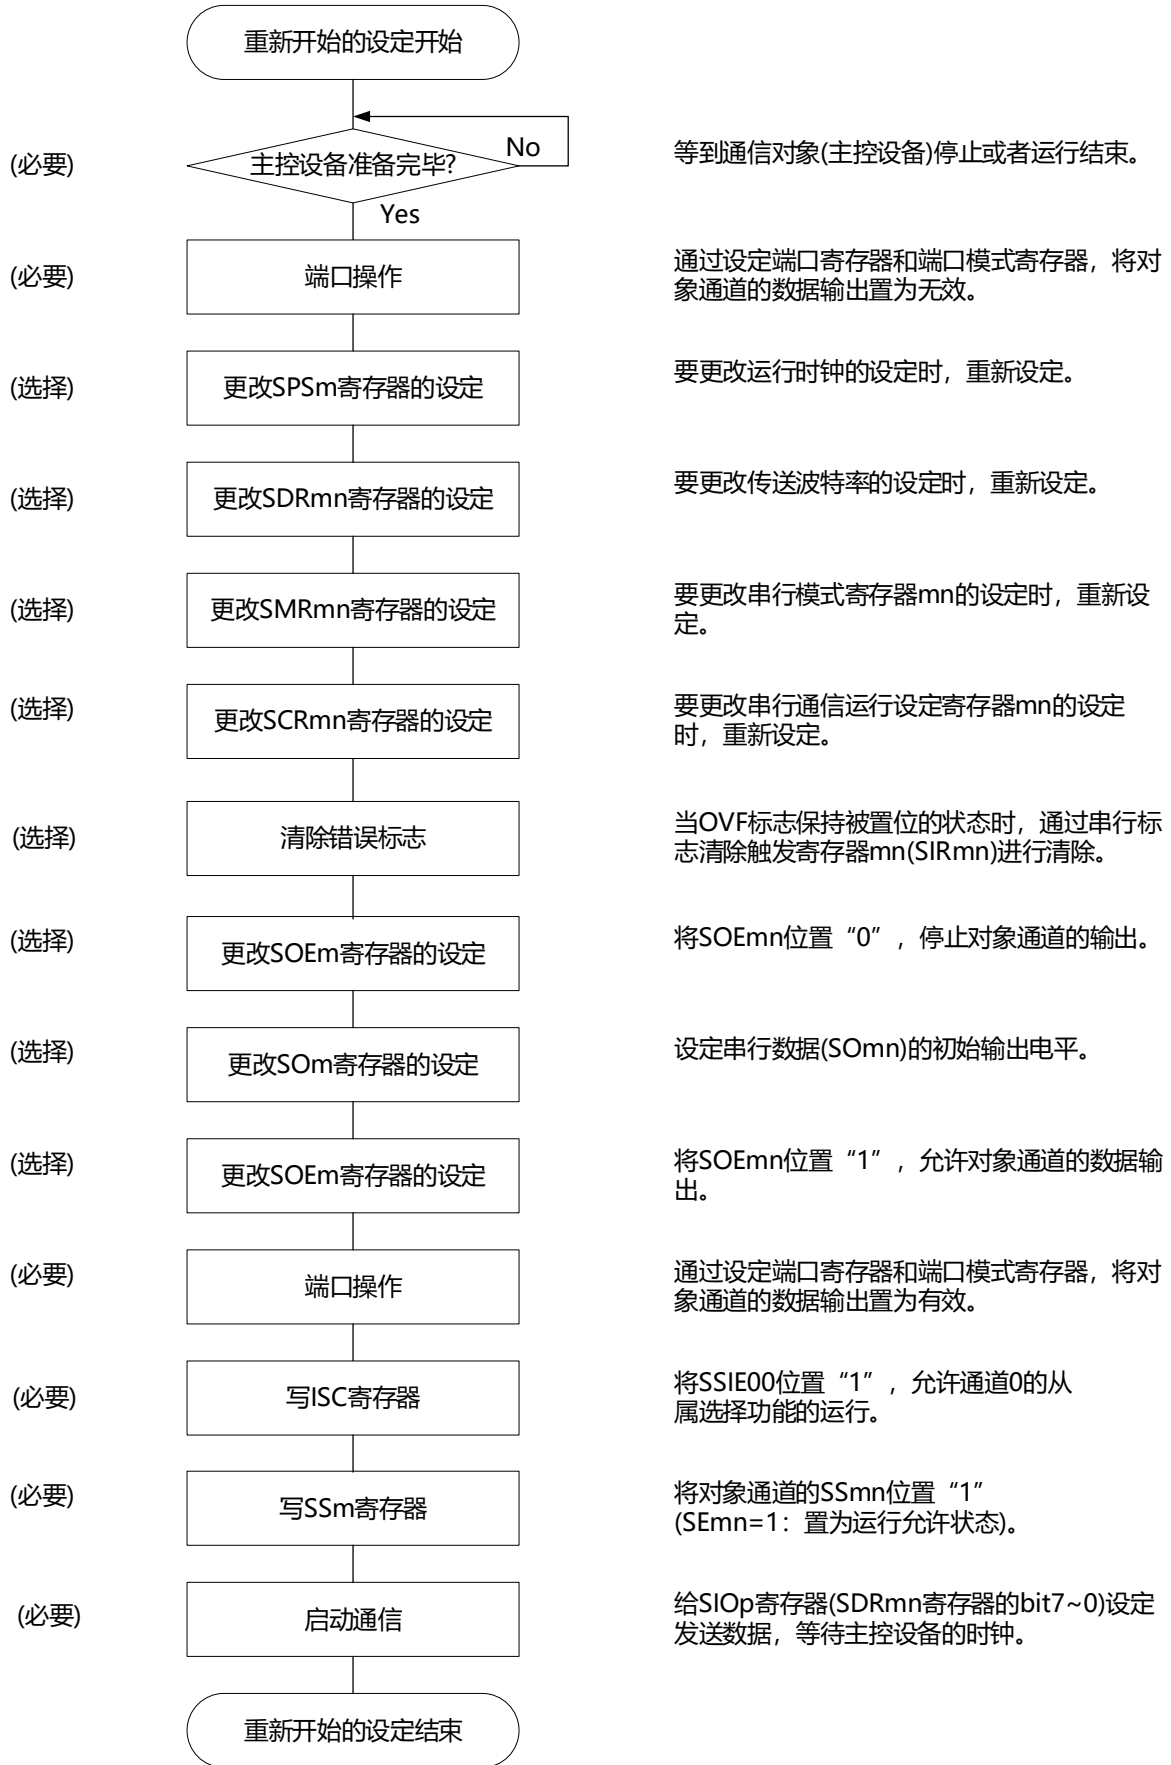 重新开始的设定开始
(必要)
主控设备准备完毕?
No
等到通信对象(主控设备)停止或者运行结束。
Yes
(必要)
端口操作
通过设定端口寄存器和端口模式寄存器，将对
象通道的数据输出置为无效。
(选择)
更改SPSm寄存器的设定
要更改运行时钟的设定时，重新设定。
(选择)
更改SDRmn寄存器的设定
要更改传送波特率的设定时，重新设定。
(选择)
更改SMRmn寄存器的设定
要更改串行模式寄存器mn的设定时，重新设
定。
(选择)
更改SCRmn寄存器的设定
要更改串行通信运行设定寄存器mn的设定
时，重新设定。
(选择)
清除错误标志
当OVF标志保持被置位的状态时，通过串行标
志清除触发寄存器mn(SIRmn)进行清除。
(选择)
更改SOEm寄存器的设定
将SOEmn位置“0”，停止对象通道的输出。
(选择)
更改SOm寄存器的设定
设定串行数据(SOmn)的初始输出电平。
(选择)
更改SOEm寄存器的设定
将SOEmn位置“1”，允许对象通道的数据输
出。
(必要)
端口操作
通过设定端口寄存器和端口模式寄存器，将对
象通道的数据输出置为有效。
(必要)
写ISC寄存器
将SSIE00位置“1”，允许通道0的从
属选择功能的运行。
(必要)
写SSm寄存器
将对象通道的SSmn位置“1”
(SEmn=1：置为运行允许状态)。
(必要)
启动通信
给SIOp寄存器(SDRmn寄存器的bit7~0)设定
发送数据，等待主控设备的时钟。
重新开始的设定结束